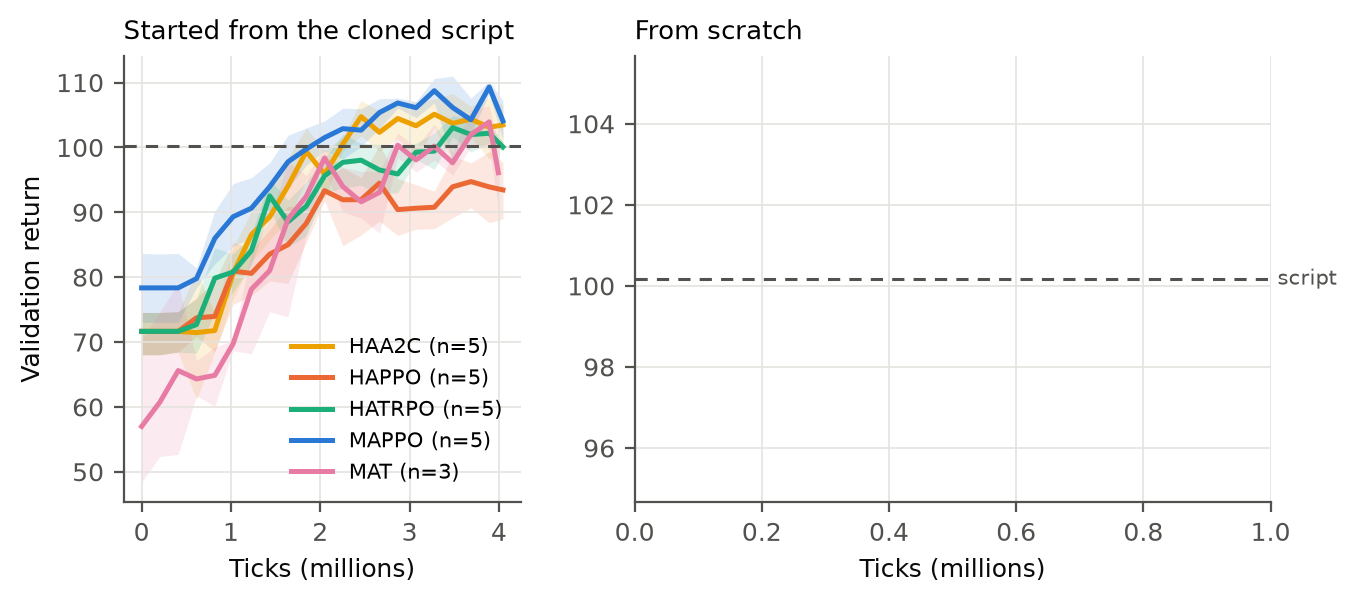 Started from the cloned script
Validation return
110
100
90
80
70
60
50
HAA2C (n=5)
HAPPO (n=5)
HATRPO (n=5)
MAPPO (n=5)
MAT (n=3)
0 1 2 3 4
Ticks (millions)
From scratch
104
102
100
98
96
script
0.0 0.2 0.4 0.6 0.8 1.0
Ticks (millions)